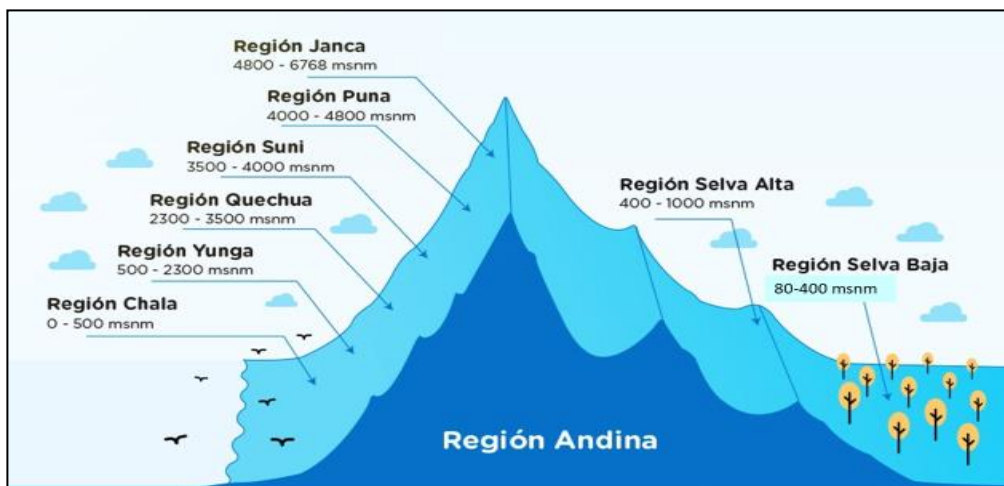 Región Janca
4800 - 6768 msnm
Región Puna
4000 - 4800 msnm
Región Suni
3500 - 4000 msnm
Región Quechua
2300 - 3500 msnm
Región Yunga
500 - 2300 msnm
Región Chala
0 - 500 msnm
Región Selva Alta
400 - 1000 msnm
Región Selva Baja
80-400 msnm
Región Andina